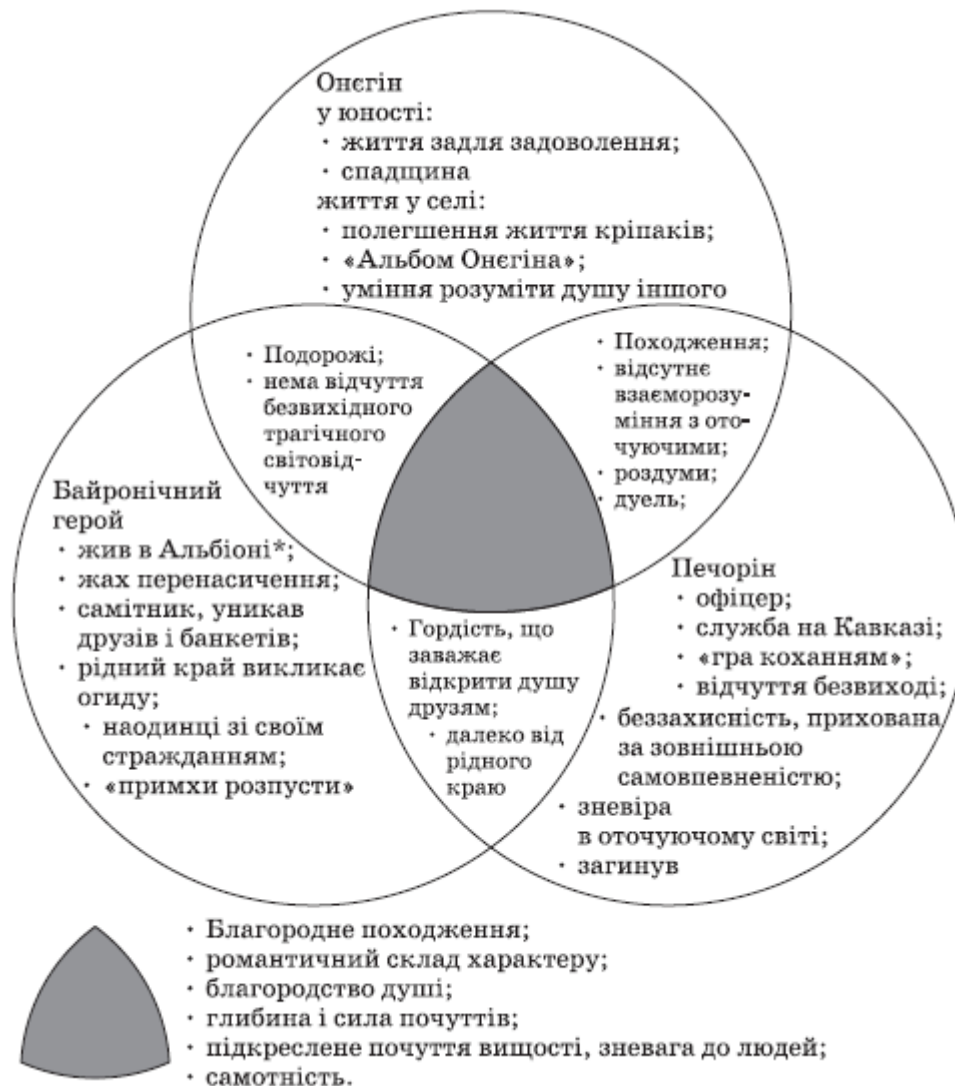 Онєгін
у юності:
· життя задля задоволення;
· спадщина
життя у селі:
· полегшення життя кріпаків;
· «Альбом Онєгіна»;
· уміння розуміти душу іншого
· Подорожі;
· нема відчуття
безвихідного
трагічного
світовід-
чуття
· Походження;
· відсутнє
взаєморозу-
міння з ото-
чуючими;
· роздуми;
· дуель;
Байронічний
герой
· жив в Альбіоні*;
· жах перенасичення;
· самітник, уникав
друзів і банкетів;
· рідний край викликає
огиду;
· наодинці зі своїм
стражданням;
· «примхи розпусти»
· Гордість, що
заважає
відкрити душу
друзям;
· далеко від
рідного
краю
Печорін
· офіцер;
· служба на Кавказі;
· «гра коханням»;
· відчуття безвиході;
· беззахисність, прихована
за зовнішньою
самовпевненістю;
· зневіра
в оточуючому світі;
· загинув
· Благородне походження;
· романтичний склад характеру;
· благородство душі;
· глибина і сила почуттів;
· підкреслене почуття вищості, зневага до людей;
· самотність.